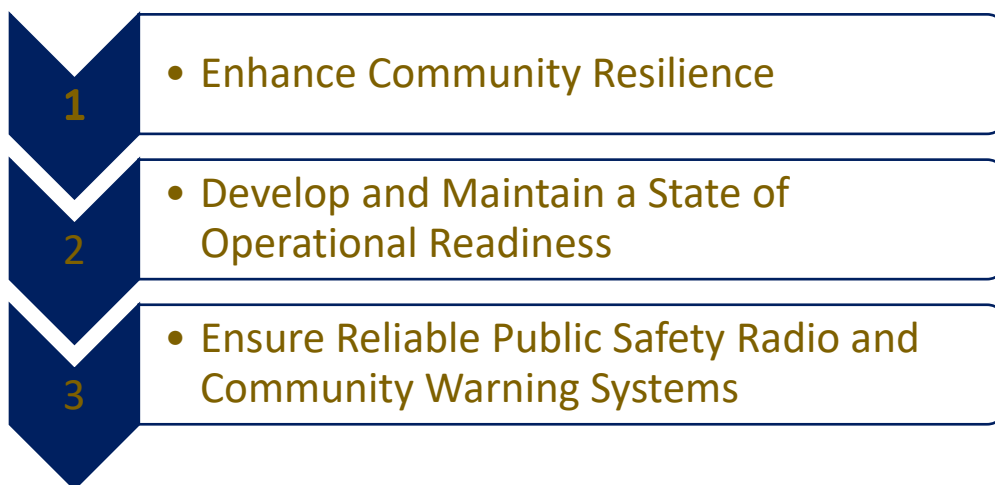 1
• Enhance Community Resilience
2
• Develop and Maintain a State of
Operational Readiness
3
• Ensure Reliable Public Safety Radio and
Community Warning Systems